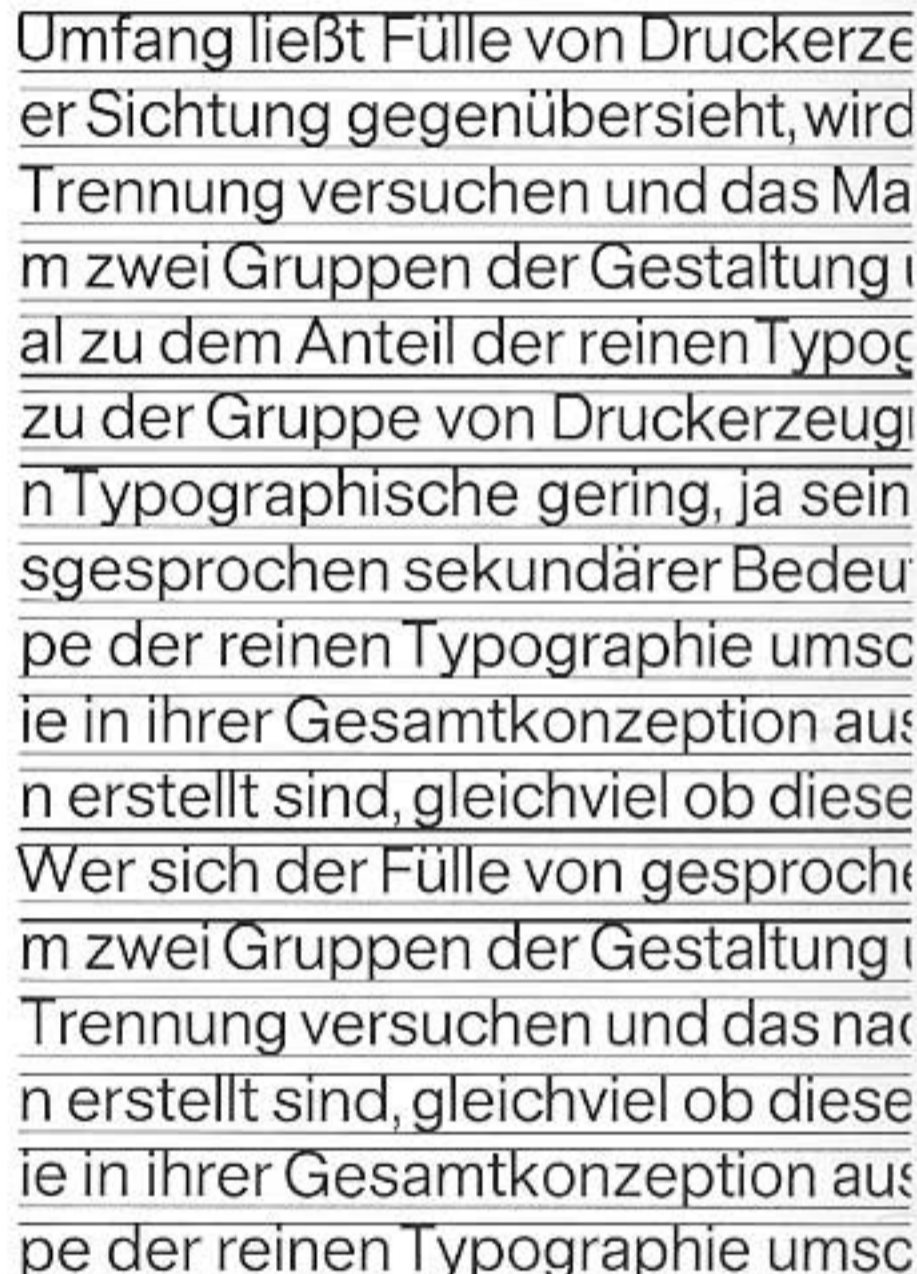 Umfang ließt Fülle von Druckerze
er Sichtung gegenübersieht, wird
Trennung versuchen und das Ma
m zwei Gruppen der Gestaltung
al zu dem Anteil der reinen Typog
zu der Gruppe von Druckerzeug
n Typographische gering, ja sein
sgesprochen sekundärer Bedeu
pe der reinen Typographie umsc
ie in ihrer Gesamtkonzeption aus
n erstellt sind, gleichviel ob diese
Wer sich der Fülle von gesproche
m zwei Gruppen der Gestaltung
Trennung versuchen und das nac
n erstellt sind, gleichviel ob diese
ie in ihrer Gesamtkonzeption aus
pe der reinen Typographie umsc